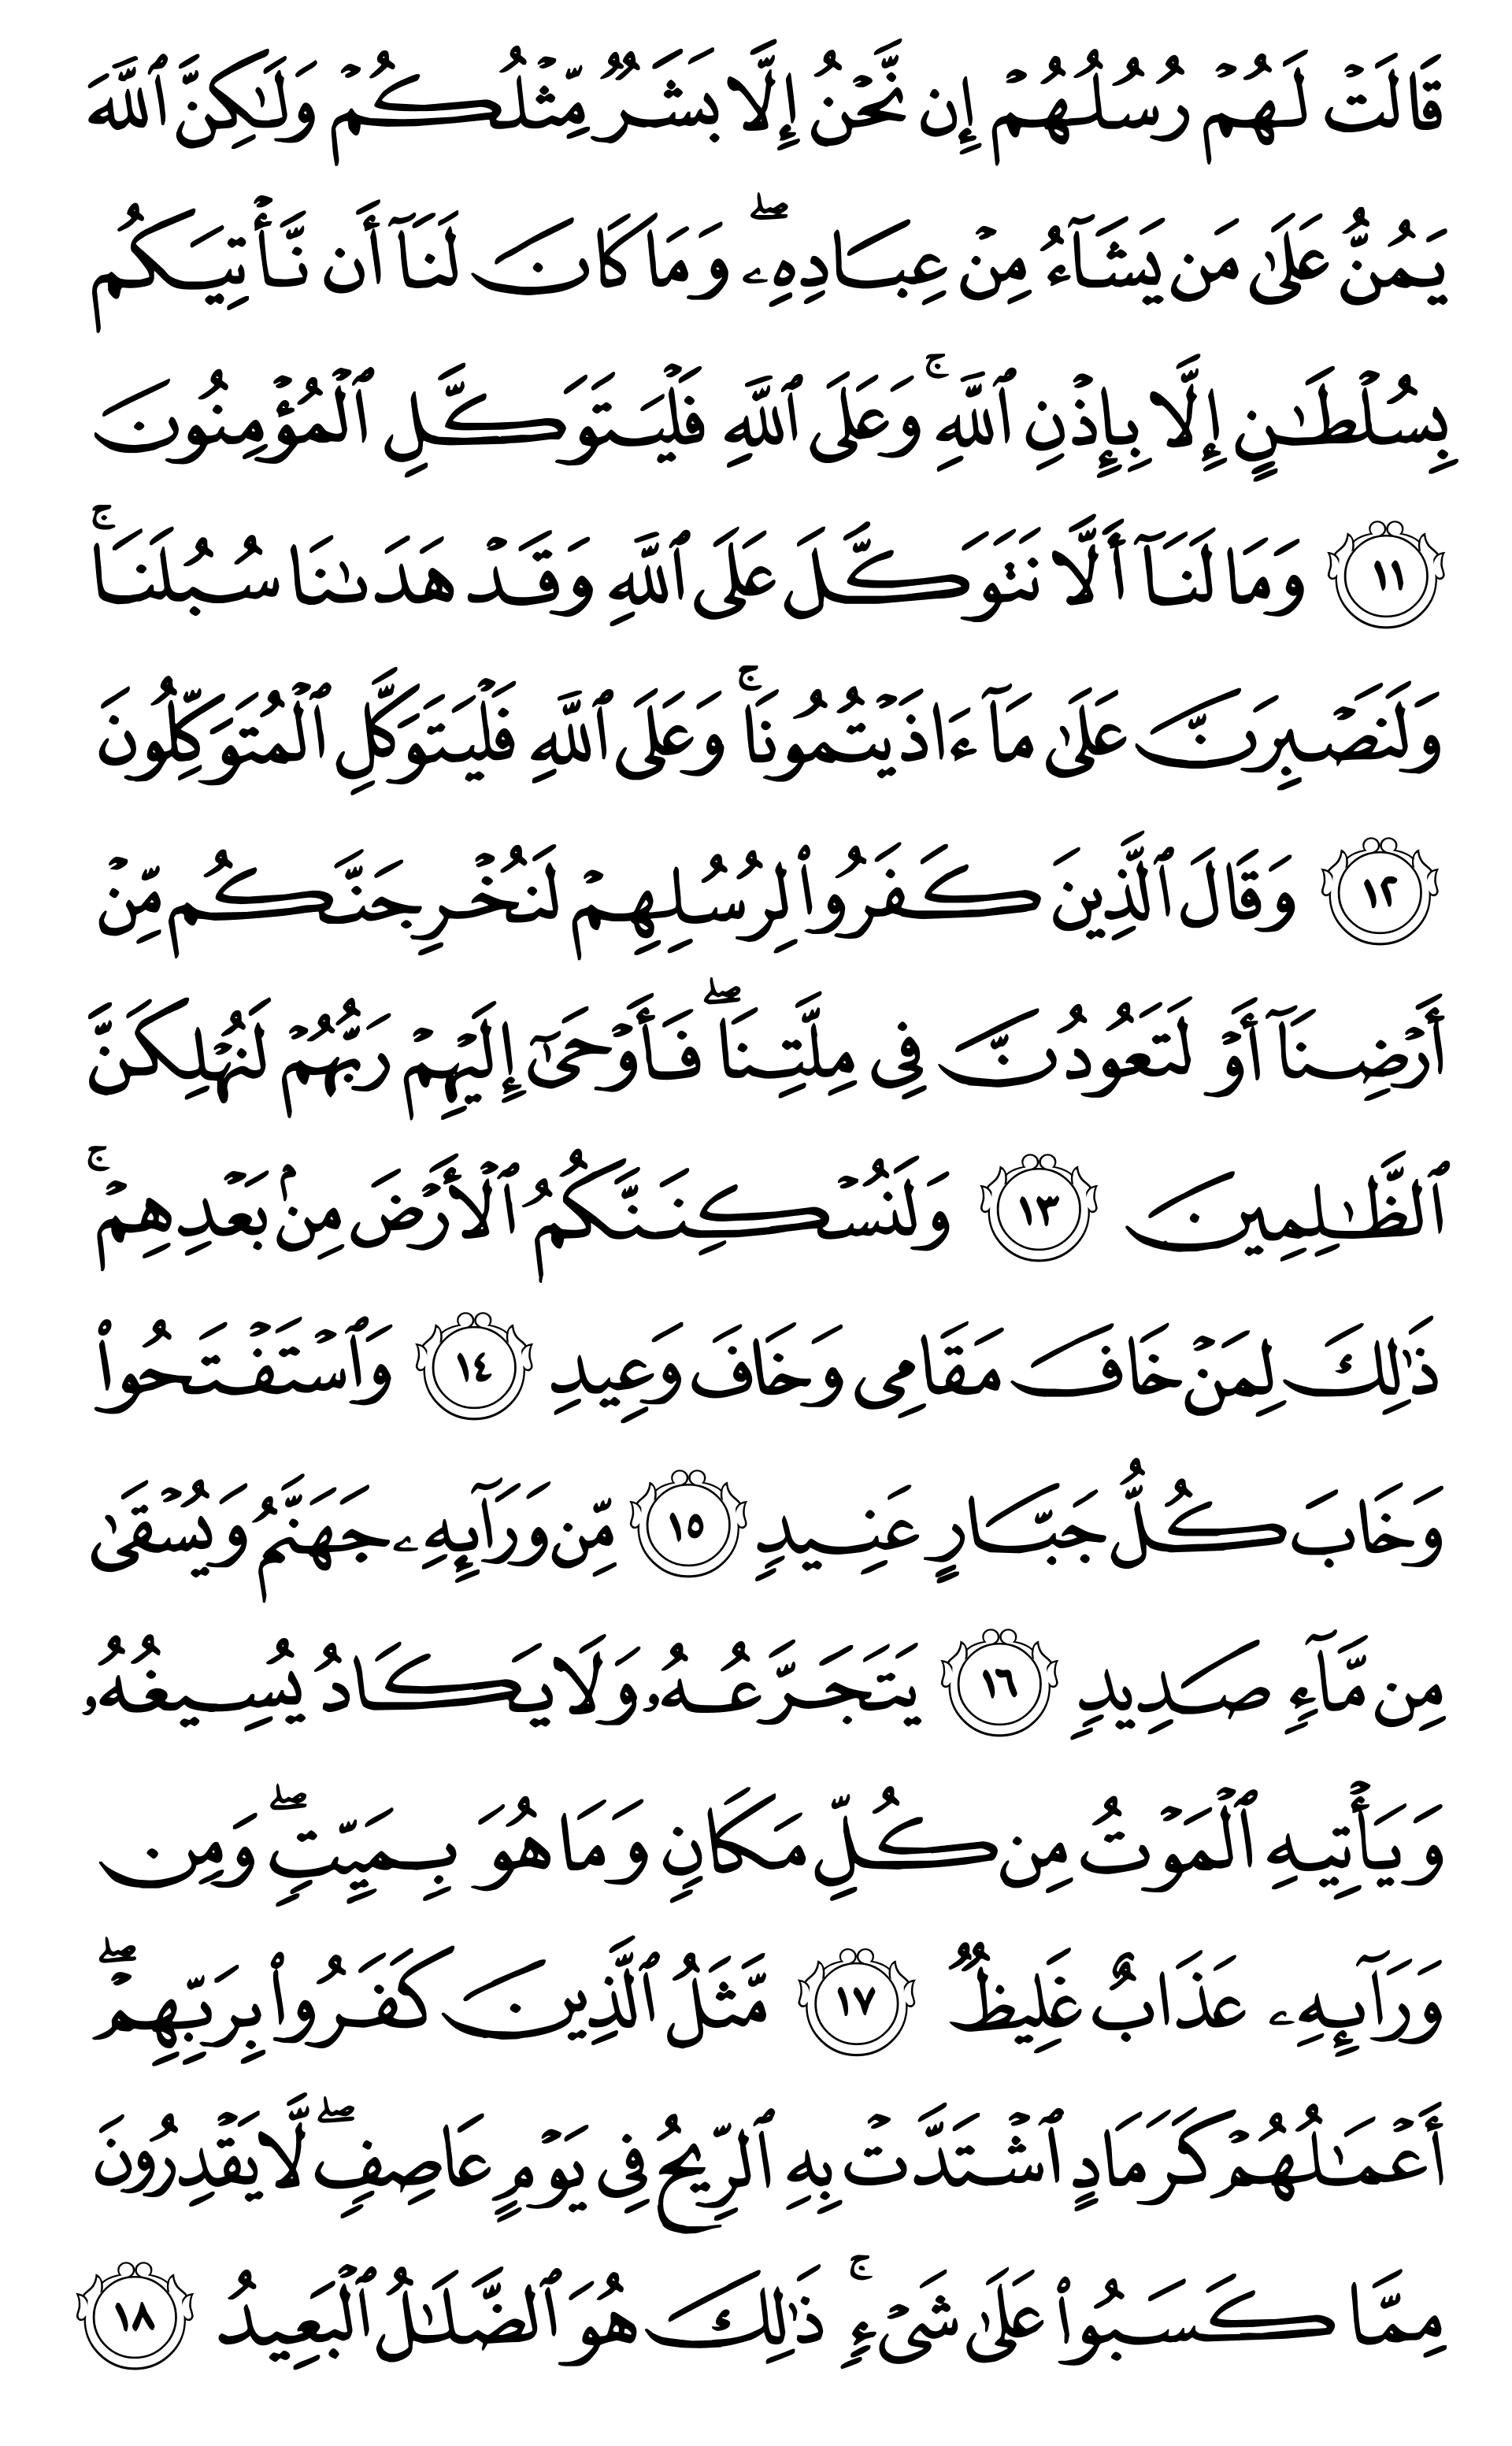 قَالَتْ لَهُمْ رُسُلُهُمْ إِن نَّحْنُ إِلَّا بَشَرٌ مِّثْلُكُمْ وَلَـٰكِنَّ ٱللَّهَ
يَمُنُّ عَلَىٰ مَن يَشَآءُ مِنْ عِبَادِهِۦ ۖ وَمَا كَانَ لَنَآ أَن نَّأْتِيَكُم
بِسُلْطَـٰنٍ إِلَّا بِإِذْنِ ٱللَّهِ ۚ وَعَلَى ٱللَّهِ فَلْيَتَوَكَّلِ ٱلْمُؤْمِنُونَ
١١ وَمَا لَنَآ أَلَّا نَتَوَكَّلَ عَلَى ٱللَّهِ وَقَدْ هَدَىٰنَا سُبُلَنَا ۚ
وَلَنَصْبِرَنَّ عَلَىٰ مَآ ءَاذَيْتُمُونَا ۚ وَعَلَى ٱللَّهِ فَلْيَتَوَكَّلِ ٱلْمُتَوَكِّلُونَ
١٢ وَقَالَ ٱلَّذِينَ كَفَرُوا۟ لِرُسُلِهِمْ لَنُخْرِجَنَّكُم مِّنْ
أَرْضِنَآ أَوْ لَتَعُودُنَّ فِى مِلَّتِنَا ۖ فَأَوْحَىٰٓ إِلَيْهِمْ رَبُّهُمْ لَنُهْلِكَنَّ
ٱلظَّـٰلِمِينَ ١٣ وَلَنُسْكِنَنَّكُمُ ٱلْأَرْضَ مِنۢ بَعْدِهِمْ ۚ
ذَٰلِكَ لِمَنْ خَافَ مَقَامِى وَخَافَ وَعِيدِ ١٤ وَٱسْتَفْتَحُوا۟
وَخَابَ كُلُّ جَبَّارٍ عَنِيدٍ ١٥ مِّن وَرَآئِهِۦ جَهَنَّمُ وَيُسْقَىٰ
مِن مَّآءٍ صَدِيدٍ ١٦ يَتَجَرَّعُهُۥ وَلَا يَكَادُ يُسِيغُهُۥ
وَيَأْتِيهِ ٱلْمَوْتُ مِن كُلِّ مَكَانٍ وَمَا هُوَ بِمَيِّتٍ ۖ وَمِن
وَرَآئِهِۦ عَذَابٌ غَلِيظٌ ١٧ مَّثَلُ ٱلَّذِينَ كَفَرُوا۟ بِرَبِّهِمْ ۖ
أَعْمَـٰلُهُمْ كَرَمَادٍ ٱشْتَدَّتْ بِهِ ٱلرِّيحُ فِى يَوْمٍ عَاصِفٍ ۖ لَّا يَقْدِرُونَ
مِمَّا كَسَبُوا۟ عَلَىٰ شَىْءٍ ۚ ذَٰلِكَ هُوَ ٱلضَّلَـٰلُ ٱلْبَعِيدُ ١٨